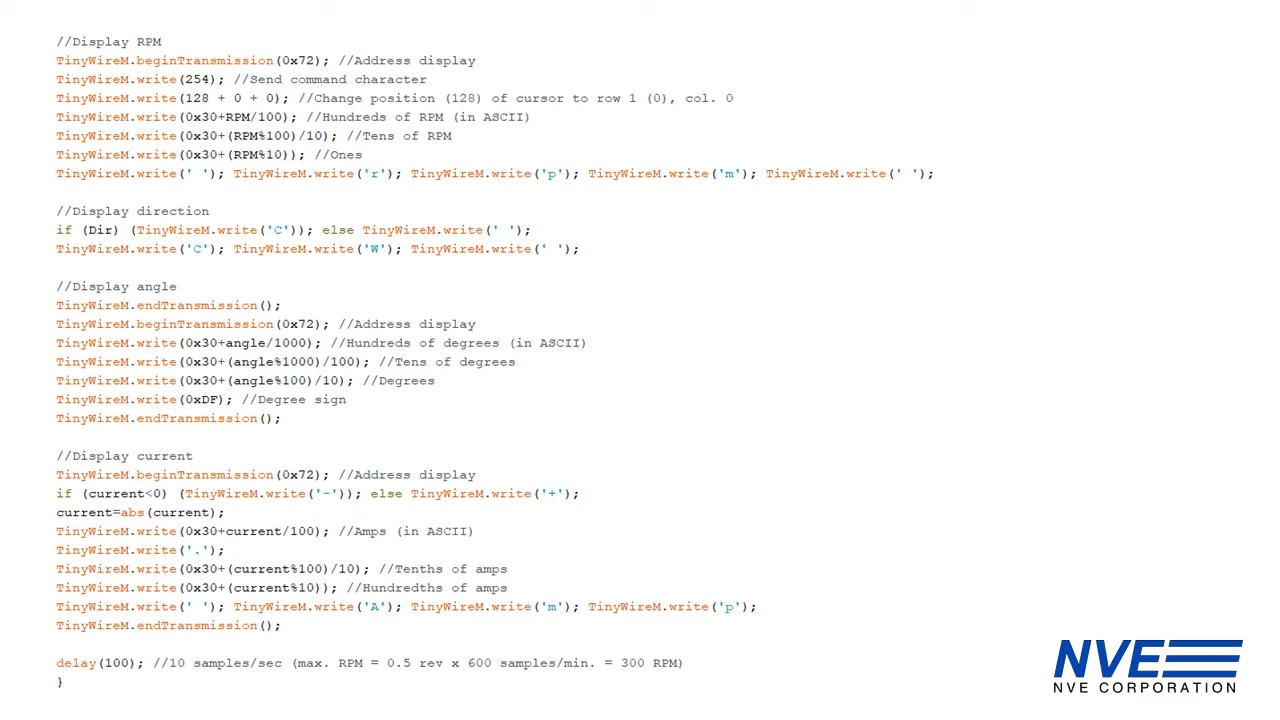 //Display RPM
TinyWireM.beginTransmission(0x72); //Address display
TinyWireM.write(254); //Send command character
TinyWireM.write(128 + 0 + 0); //Change position (128) of cursor to row 1 (0), col. 0
TinyWireM.write(0x30+RPM/100); //Hundreds of RPM (in ASCII)
TinyWireM.write(0x30+(RPM%100)/10); //Tens of RPM
TinyWireM.write(0x30+(RPM%10)); //Ones
TinyWireM.write(' '); TinyWireM.write('r'); TinyWireM.write('p'); TinyWireM.write('m'); TinyWireM.write(' ');
//Display direction
if (Dir) (TinyWireM.write('C')); else TinyWireM.write(' ');
TinyWireM.write('C'); TinyWireM.write('W'); TinyWireM.write(' ');
//Display angle
TinyWireM.endTransmission();
TinyWireM.beginTransmission(0x72); //Address display
TinyWireM.write(0x30+angle/1000); //Hundreds of degrees (in ASCII)
TinyWireM.write(0x30+(angle%1000)/100); //Tens of degrees
TinyWireM.write(0x30+(angle%100)/10); //Degrees
TinyWireM.write(0xDF); //Degree sign
TinyWireM.endTransmission();
//Display current
TinyWireM.beginTransmission(0x72); //Address display
if (current<0) (TinyWireM.write('-')); else TinyWireM.write('+');
current=abs(current);
TinyWireM.write(0x30+current/100); //Amps (in ASCII)
TinyWireM.write('.');
TinyWireM.write(0x30+(current%100)/10); //Tenths of amps
TinyWireM.write(0x30+(current%10)); //Hundredths of amps
TinyWireM.write(' '); TinyWireM.write('A'); TinyWireM.write('m'); TinyWireM.write('p');
TinyWireM.endTransmission();
delay(100); //10 samples/sec (max. RPM = 0.5 rev x 600 samples/min. = 300 RPM)
}
NVE
NVE CORPORATION